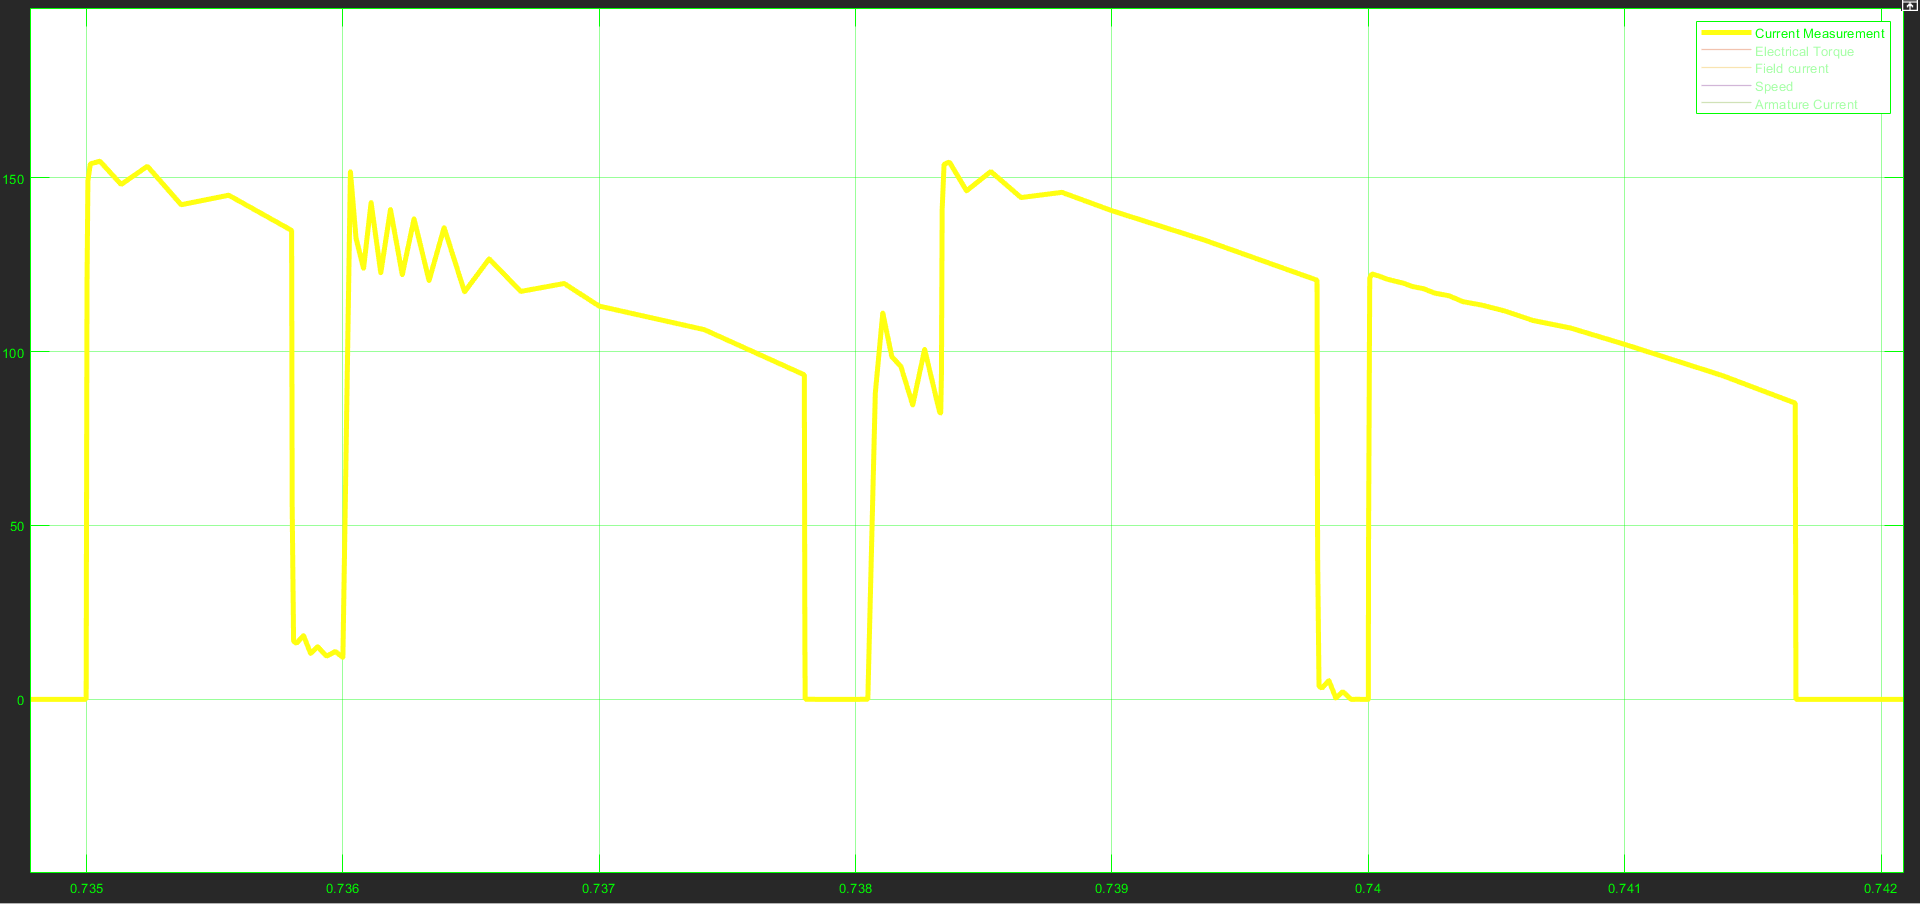 Current Measurement
Electrical Torque
Field current
Speed
Armature Current
150
100
50
0
0.735 0.736 0.737 0.738 0.739 0.74 0.741 0.742